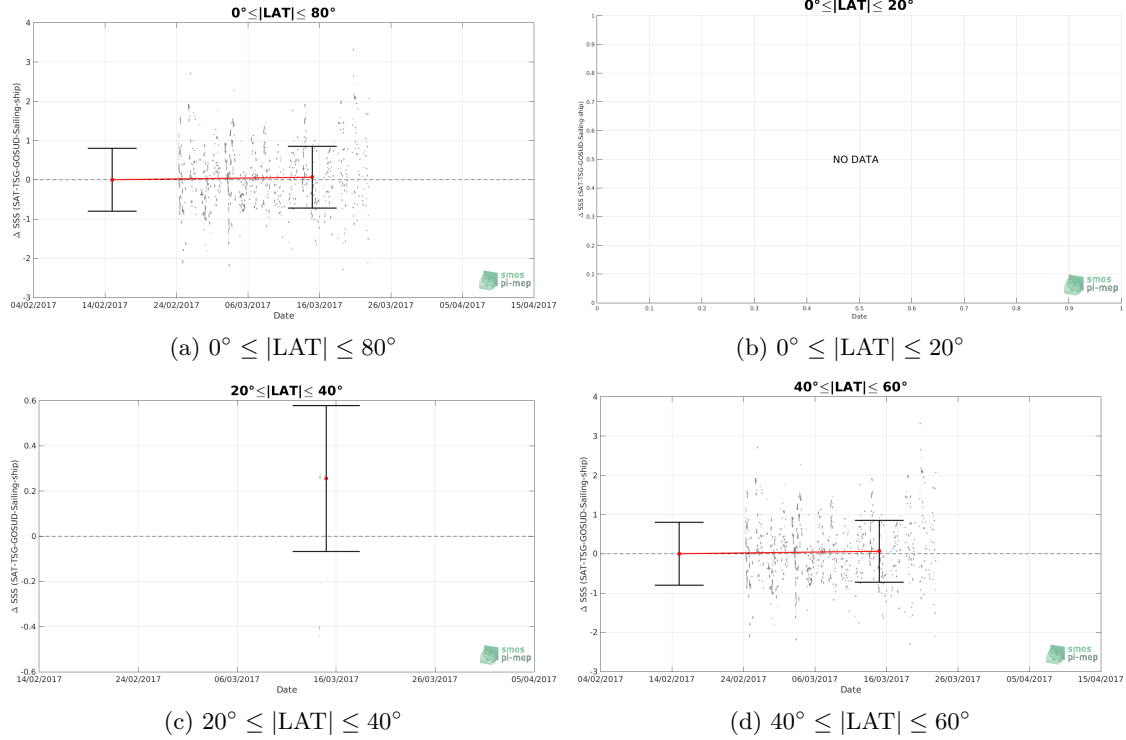 0°≤|LAT|≤ 80°
Δ SSS (SAT-TSG-GOSUD-Sailing-ship)
4
3
2
1
0
-1
-2
-3
04/02/2017 14/02/2017 24/02/2017 06/03/2017 16/03/2017 26/03/2017 05/04/2017 15/04/2017
Date
smos
pi-mep
(a) 0° ≤ |LAT| ≤ 80°
0°≤|LAT|≤ 20°
Δ SSS (SAT-TSG-GOSUD-Sailing-ship)
1
0.9
0.8
0.7
0.6
0.5
0.4
0.3
0.2
0.1
0
NO DATA
0 0.1 0.2 0.3 0.4 0.5 0.6 0.7 0.8 0.9 1
Date
smos
pi-mep
(b) 0° ≤ |LAT| ≤ 20°
20°≤|LAT|≤ 40°
Δ SSS (SAT-TSG-GOSUD-Sailing-ship)
0.6
0.4
0.2
0
-0.2
-0.4
-0.6
14/02/2017 24/02/2017 06/03/2017 16/03/2017 26/03/2017 05/04/2017
Date
smos
pi-mep
(c) 20° ≤ |LAT| ≤ 40°
40°≤|LAT|≤ 60°
Δ SSS (SAT-TSG-GOSUD-Sailing-ship)
4
3
2
1
0
-1
-2
-3
04/02/2017 14/02/2017 24/02/2017 06/03/2017 16/03/2017 26/03/2017 05/04/2017 15/04/2017
Date
smos
pi-mep
(d) 40° ≤ |LAT| ≤ 60°